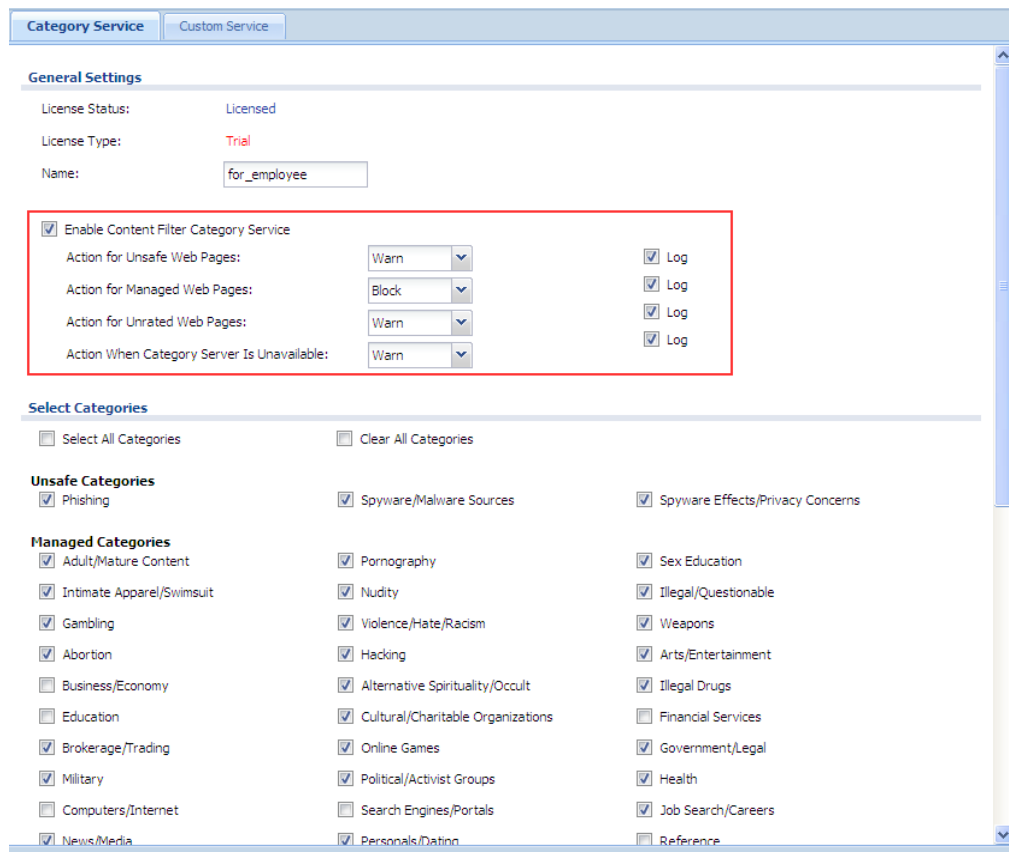 Category Service Custom Service
General Settings
License Status: Licensed
License Type: Trial
Name: for_employee
Enable Content Filter Category Service
Action for Unsafe Web Pages: Warn Log
Action for Managed Web Pages: Block Log
Action for Unrated Web Pages: Warn Log
Action When Category Server Is Unavailable: Warn Log
Select Categories
Select All Categories Clear All Categories
Unsafe Categories
Phishing Spyware/Malware Sources Spyware Effects/Privacy Concerns
Managed Categories
Adult/Mature Content Pornography Sex Education
Intimate Apparel/Swimsuit Nudity Illegal/Questionable
Gambling Violence/Hate/Racism Weapons
Abortion Hacking Arts/Entertainment
Business/Economy Alternative Spirituality/Occult Illegal Drugs
Education Cultural/Charitable Organizations Financial Services
Brokerage/Trading Online Games Government/Legal
Military Political/Activist Groups Health
Computers/Internet Search Engines/Portals Job Search/Careers
News/Media Personals/Dating Reference